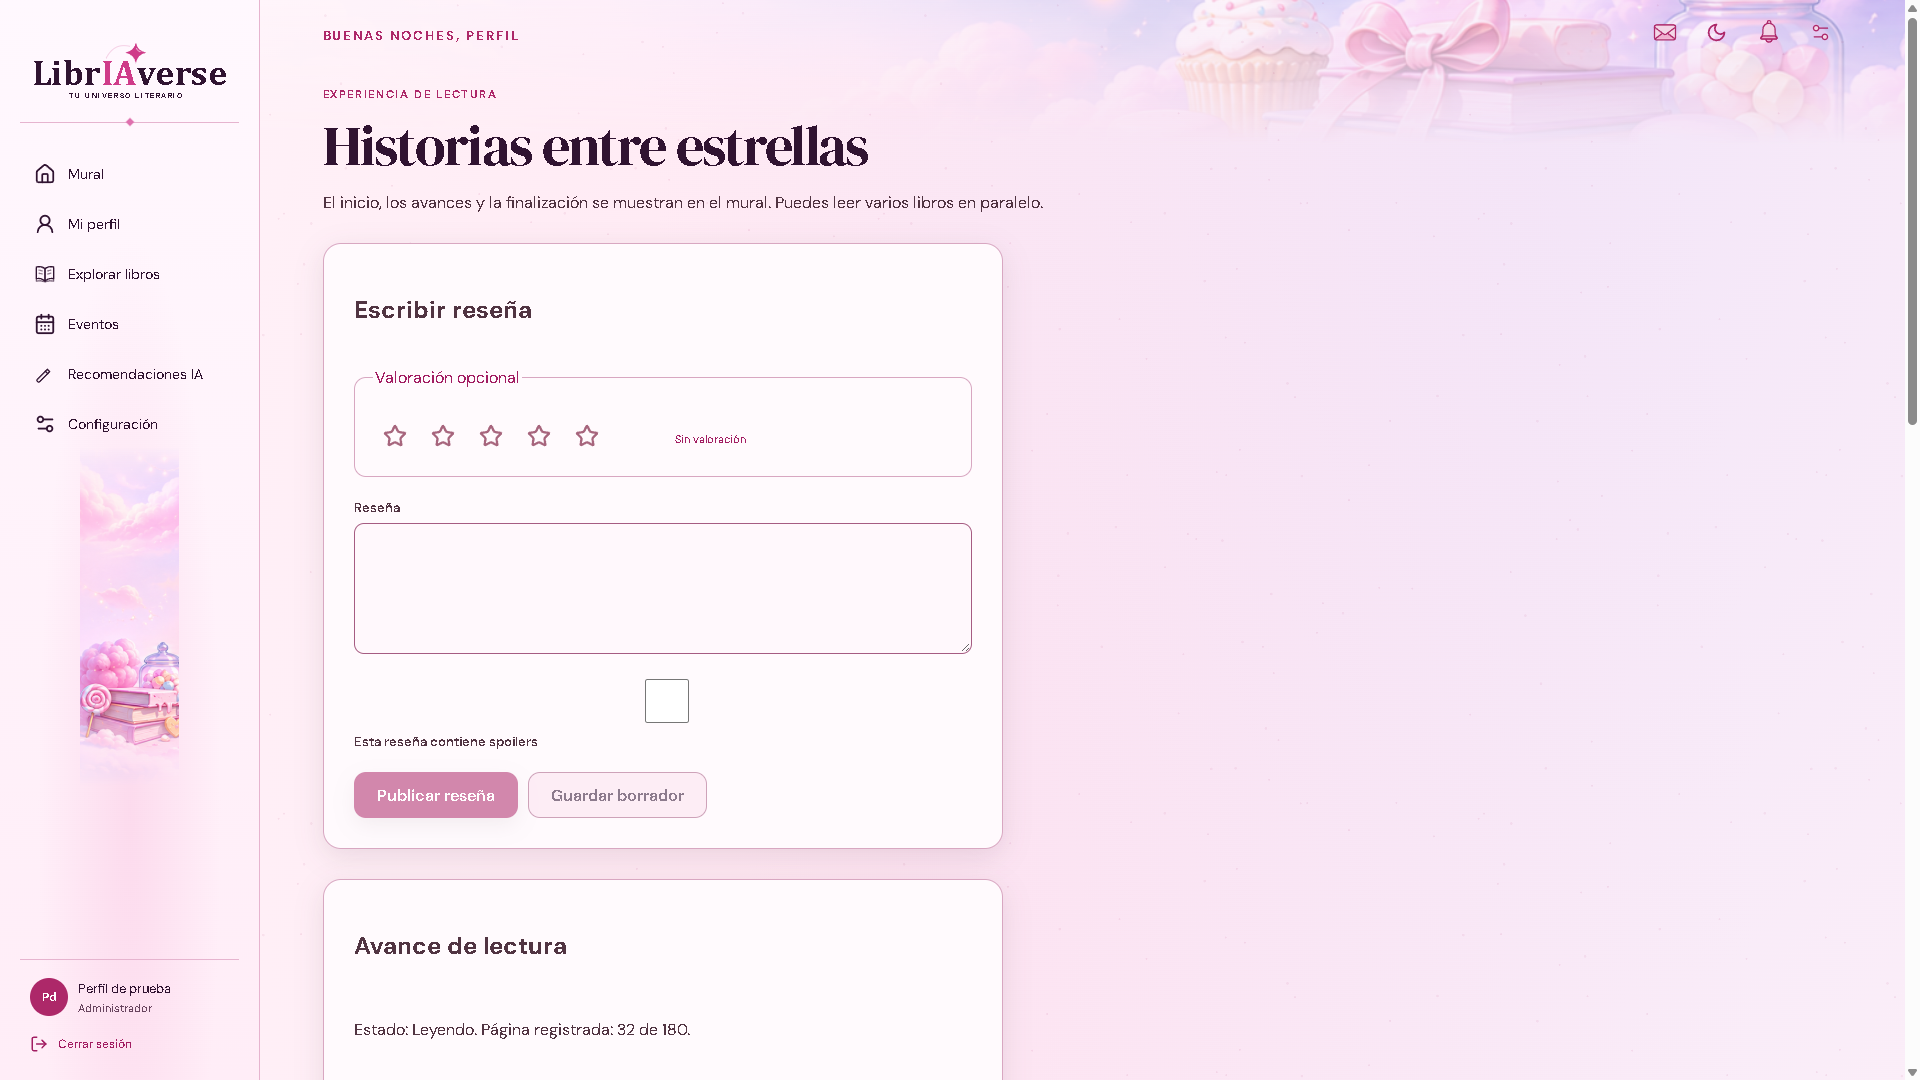 LibrIAverse
TU UNIVERSO LITERARIO
Mural
Mi perfil
Explorar libros
Eventos
Recomendaciones IA
Configuración
Pd
Perfil de prueba
Administrador
Cerrar sesión
BUENAS NOCHES, PERFIL
EXPERIENCIA DE LECTURA
Historias entre estrellas
El inicio, los avances y la finalización se muestran en el mural. Puedes leer varios libros en paralelo.
Escribir reseña
Valoración opcional
Sin valoración
Reseña
Esta reseña contiene spoilers
Publicar reseña
Guardar borrador
Avance de lectura
Estado: Leyendo. Página registrada: 32 de 180.